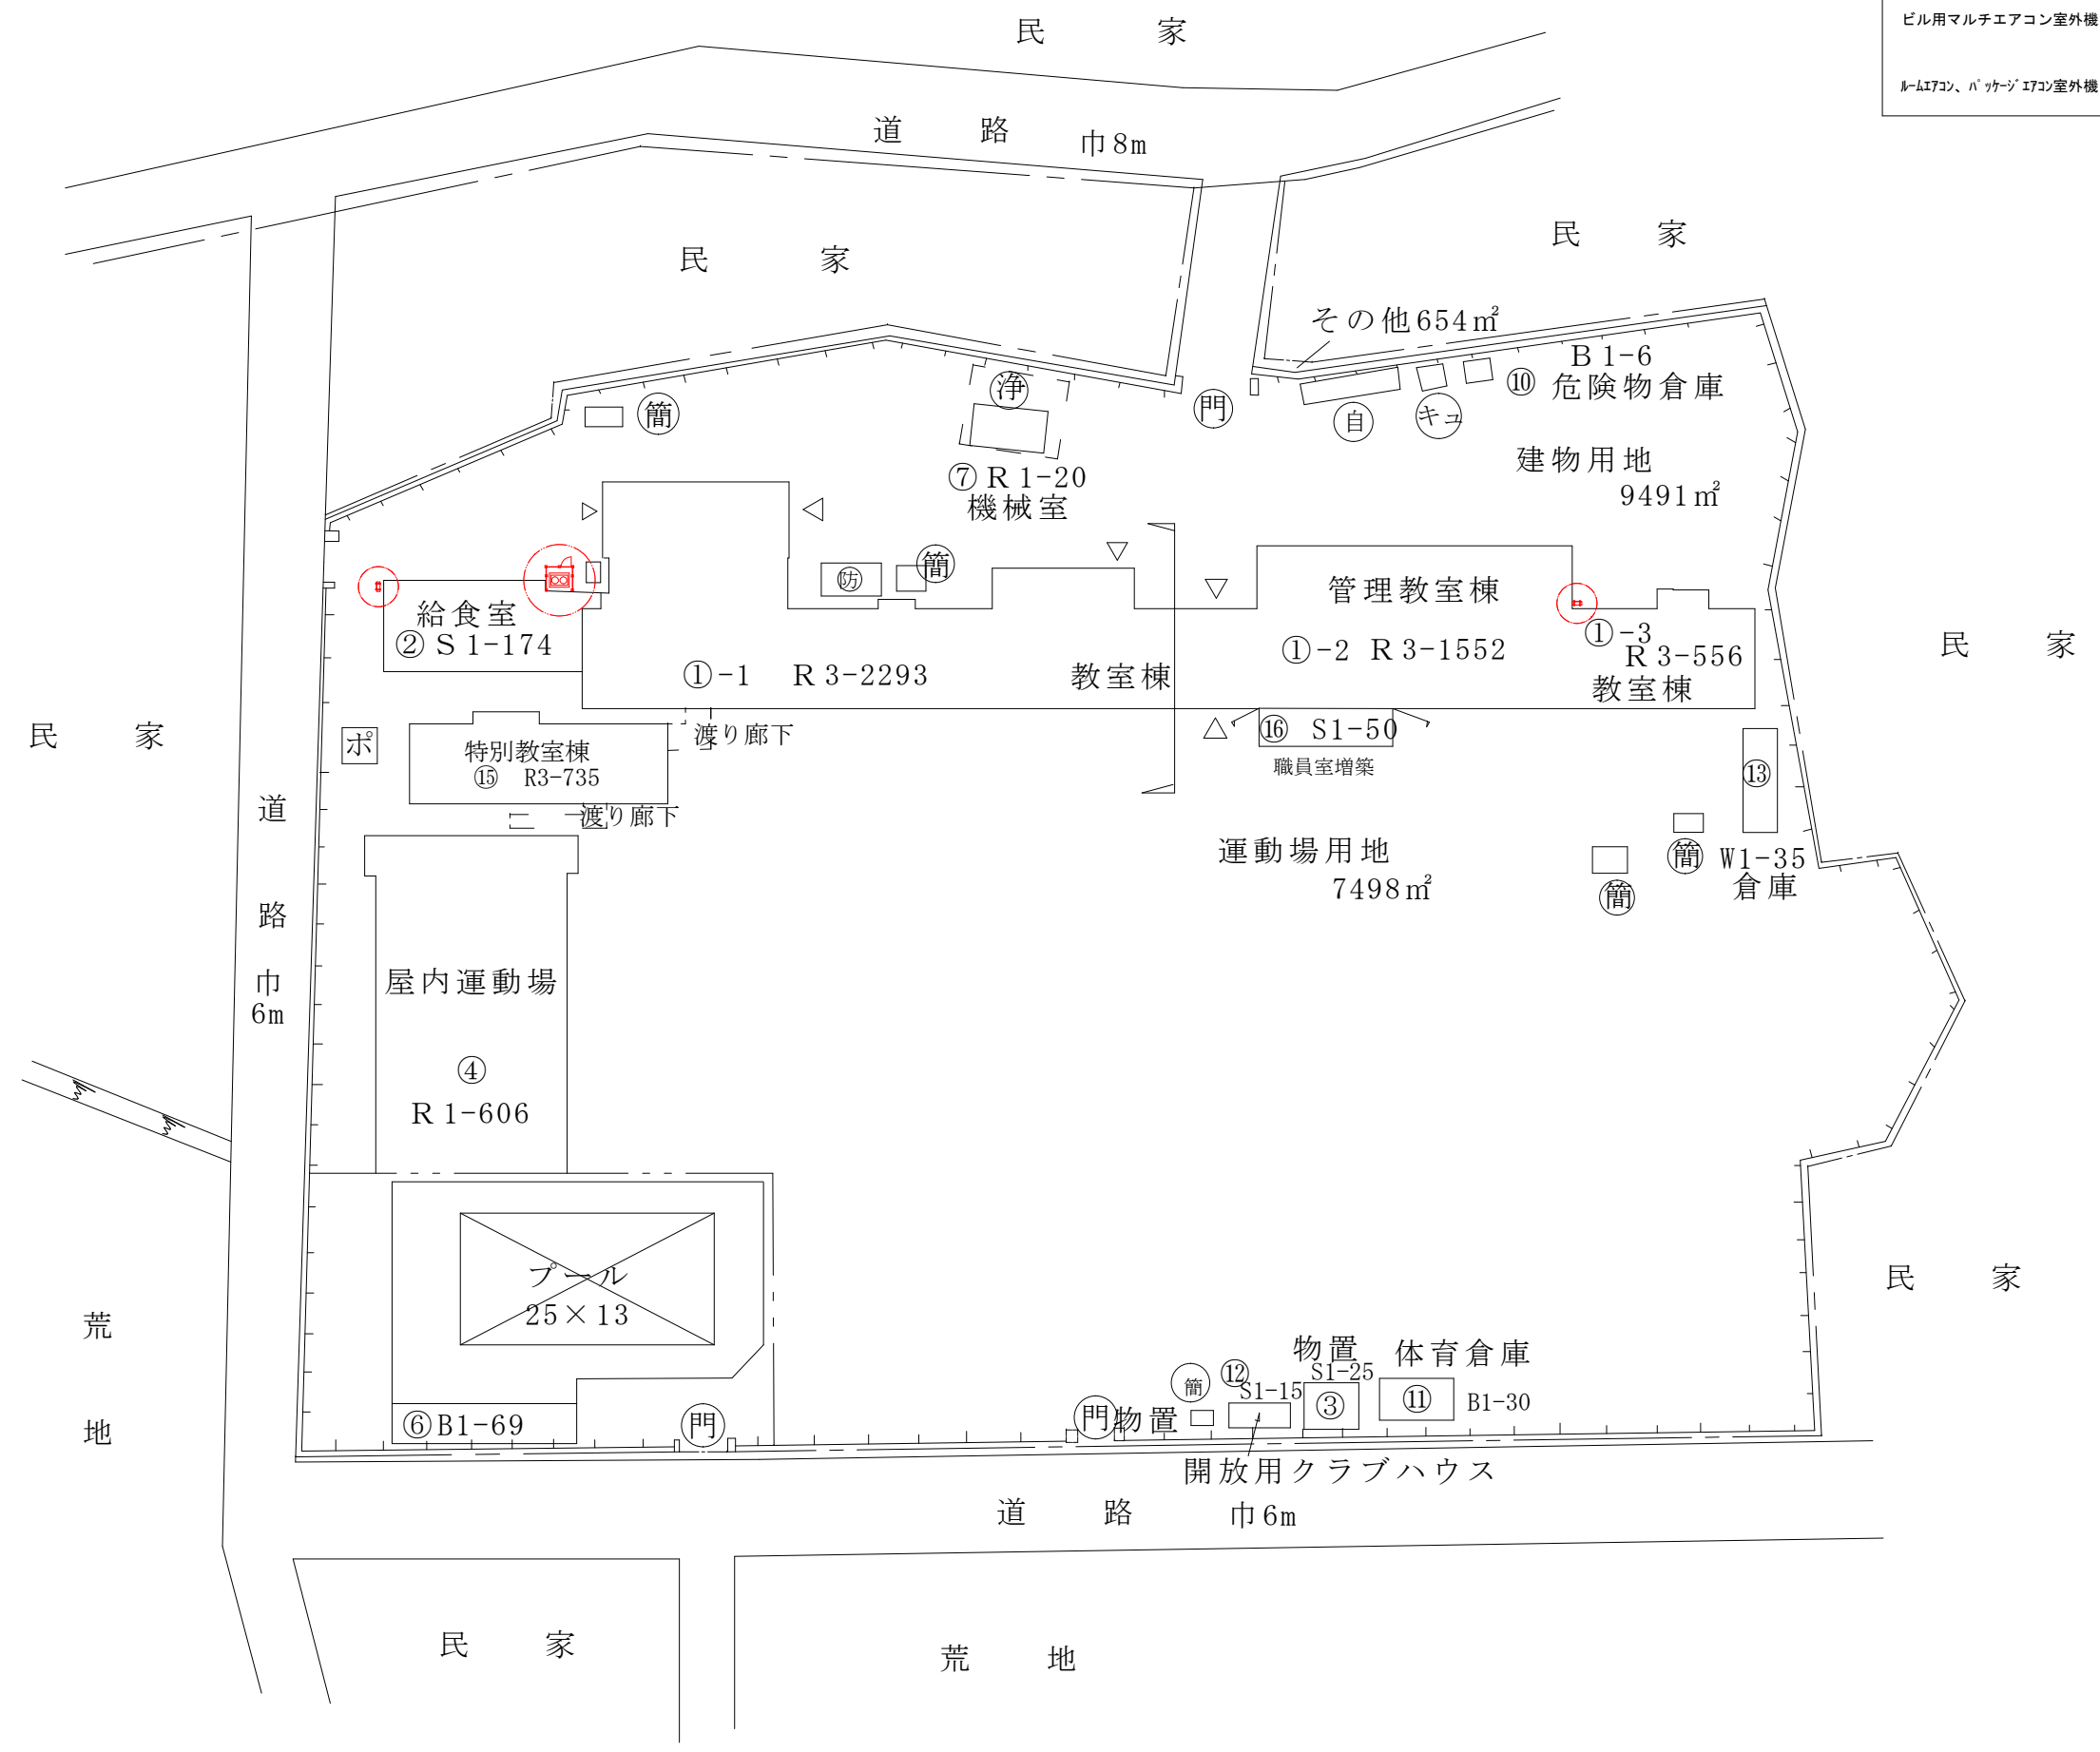 ビル用マルチエアコン室外機
ルームエアコン、パッケージエアコン室外機
民 家
道 路 巾8m
民 家
民 家
その他654㎡
B1-6
⑩ 危険物倉庫
浄
簡
門
自
キュ
建物用地
9491㎡
⑦R1-20
機械室
防
簡
給食室
②S1-174
管理教室棟
①-1 R3-2293
教室棟
①-2 R3-1552
①-3
R3-556
教室棟
民 家
民 家
ポ
特別教室棟
⑮ R3-735
渡り廊下
渡り廊下
⑯ S1-50
職員室増築
⑬
運動場用地
7498㎡
簡
簡
W1-35
倉庫
道
路
巾
6m
屋内運動場
④
R1-606
プール
25×13
⑥B1-69
門
門
物置
簡
⑫
S1-15
物置
S1-25
③
体育倉庫
⑪
B1-30
開放用クラブハウス
民 家
荒
地
道 路 巾6m
民 家
荒 地